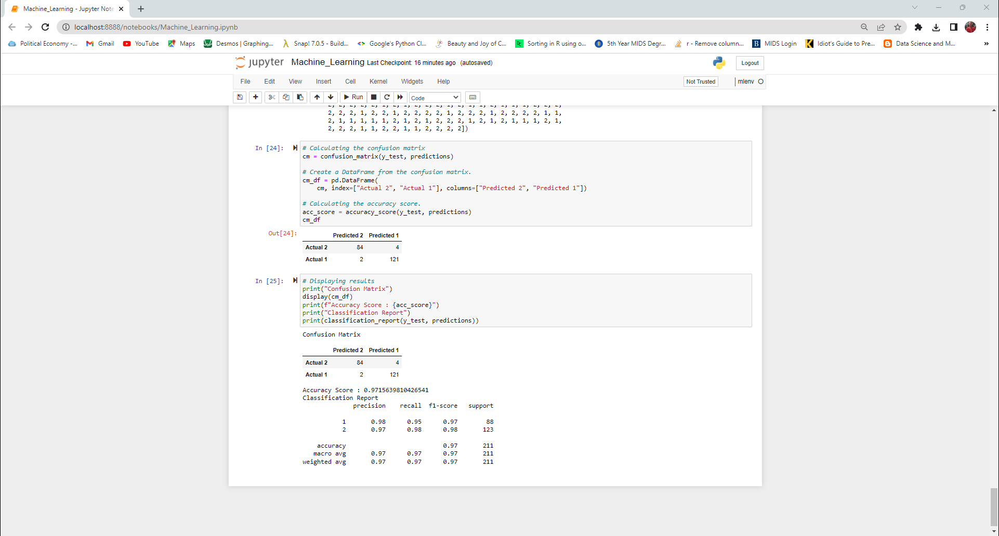 Machine_Learning - Jupyter Note
localhost:8888/notebooks/Machine_Learning.ipynb
Political Economy -... Gmail YouTube Maps Desmos | Graphing... Snap! 7.0.5 - Build... Google's Python Cl... Beauty and Joy of C... Sorting in R using o... 5th Year MIDS Degr... r - Remove column... MIDS Login Idiot's Guide to Pre... Data Science and M... »
jupyter Machine_Learning Last Checkpoint: 16 minutes ago (autosaved) Logout
File Edit View Insert Cell Kernel Widgets Help Not Trusted mlenv
Run Code
2, 2, 2, 1, 2, 2, 1, 2, 2, 2, 2, 1, 2, 2, 2, 1, 2, 2, 2, 2, 1, 1,
2, 1, 1, 1, 1, 1, 2, 1, 2, 1, 2, 2, 2, 1, 2, 1, 2, 1, 1, 1, 2, 1,
2, 2, 2, 1, 1, 2, 2, 1, 1, 2, 2, 2, 2])
In [24]: # Calculating the confusion matrix
cm = confusion_matrix(y_test, predictions)
# Create a DataFrame from the confusion matrix.
cm_df = pd.DataFrame(
cm, index=["Actual 2", "Actual 1"], columns=["Predicted 2", "Predicted 1"])
# Calculating the accuracy score.
acc_score = accuracy_score(y_test, predictions)
cm_df
Out[24]: Predicted 2 Predicted 1
Actual 2 84 4
Actual 1 2 121
In [25]: # Displaying results
print("Confusion Matrix")
display(cm_df)
print(f"Accuracy Score : {acc_score}")
print("Classification Report")
print(classification_report(y_test, predictions))
Confusion Matrix
Predicted 2 Predicted 1
Actual 2 84 4
Actual 1 2 121
Accuracy Score : 0.9715639810426541
Classification Report
precision recall f1-score support
1 0.98 0.95 0.97 88
2 0.97 0.98 0.98 123
accuracy 0.97 211
macro avg 0.97 0.97 0.97 211
weighted avg 0.97 0.97 0.97 211